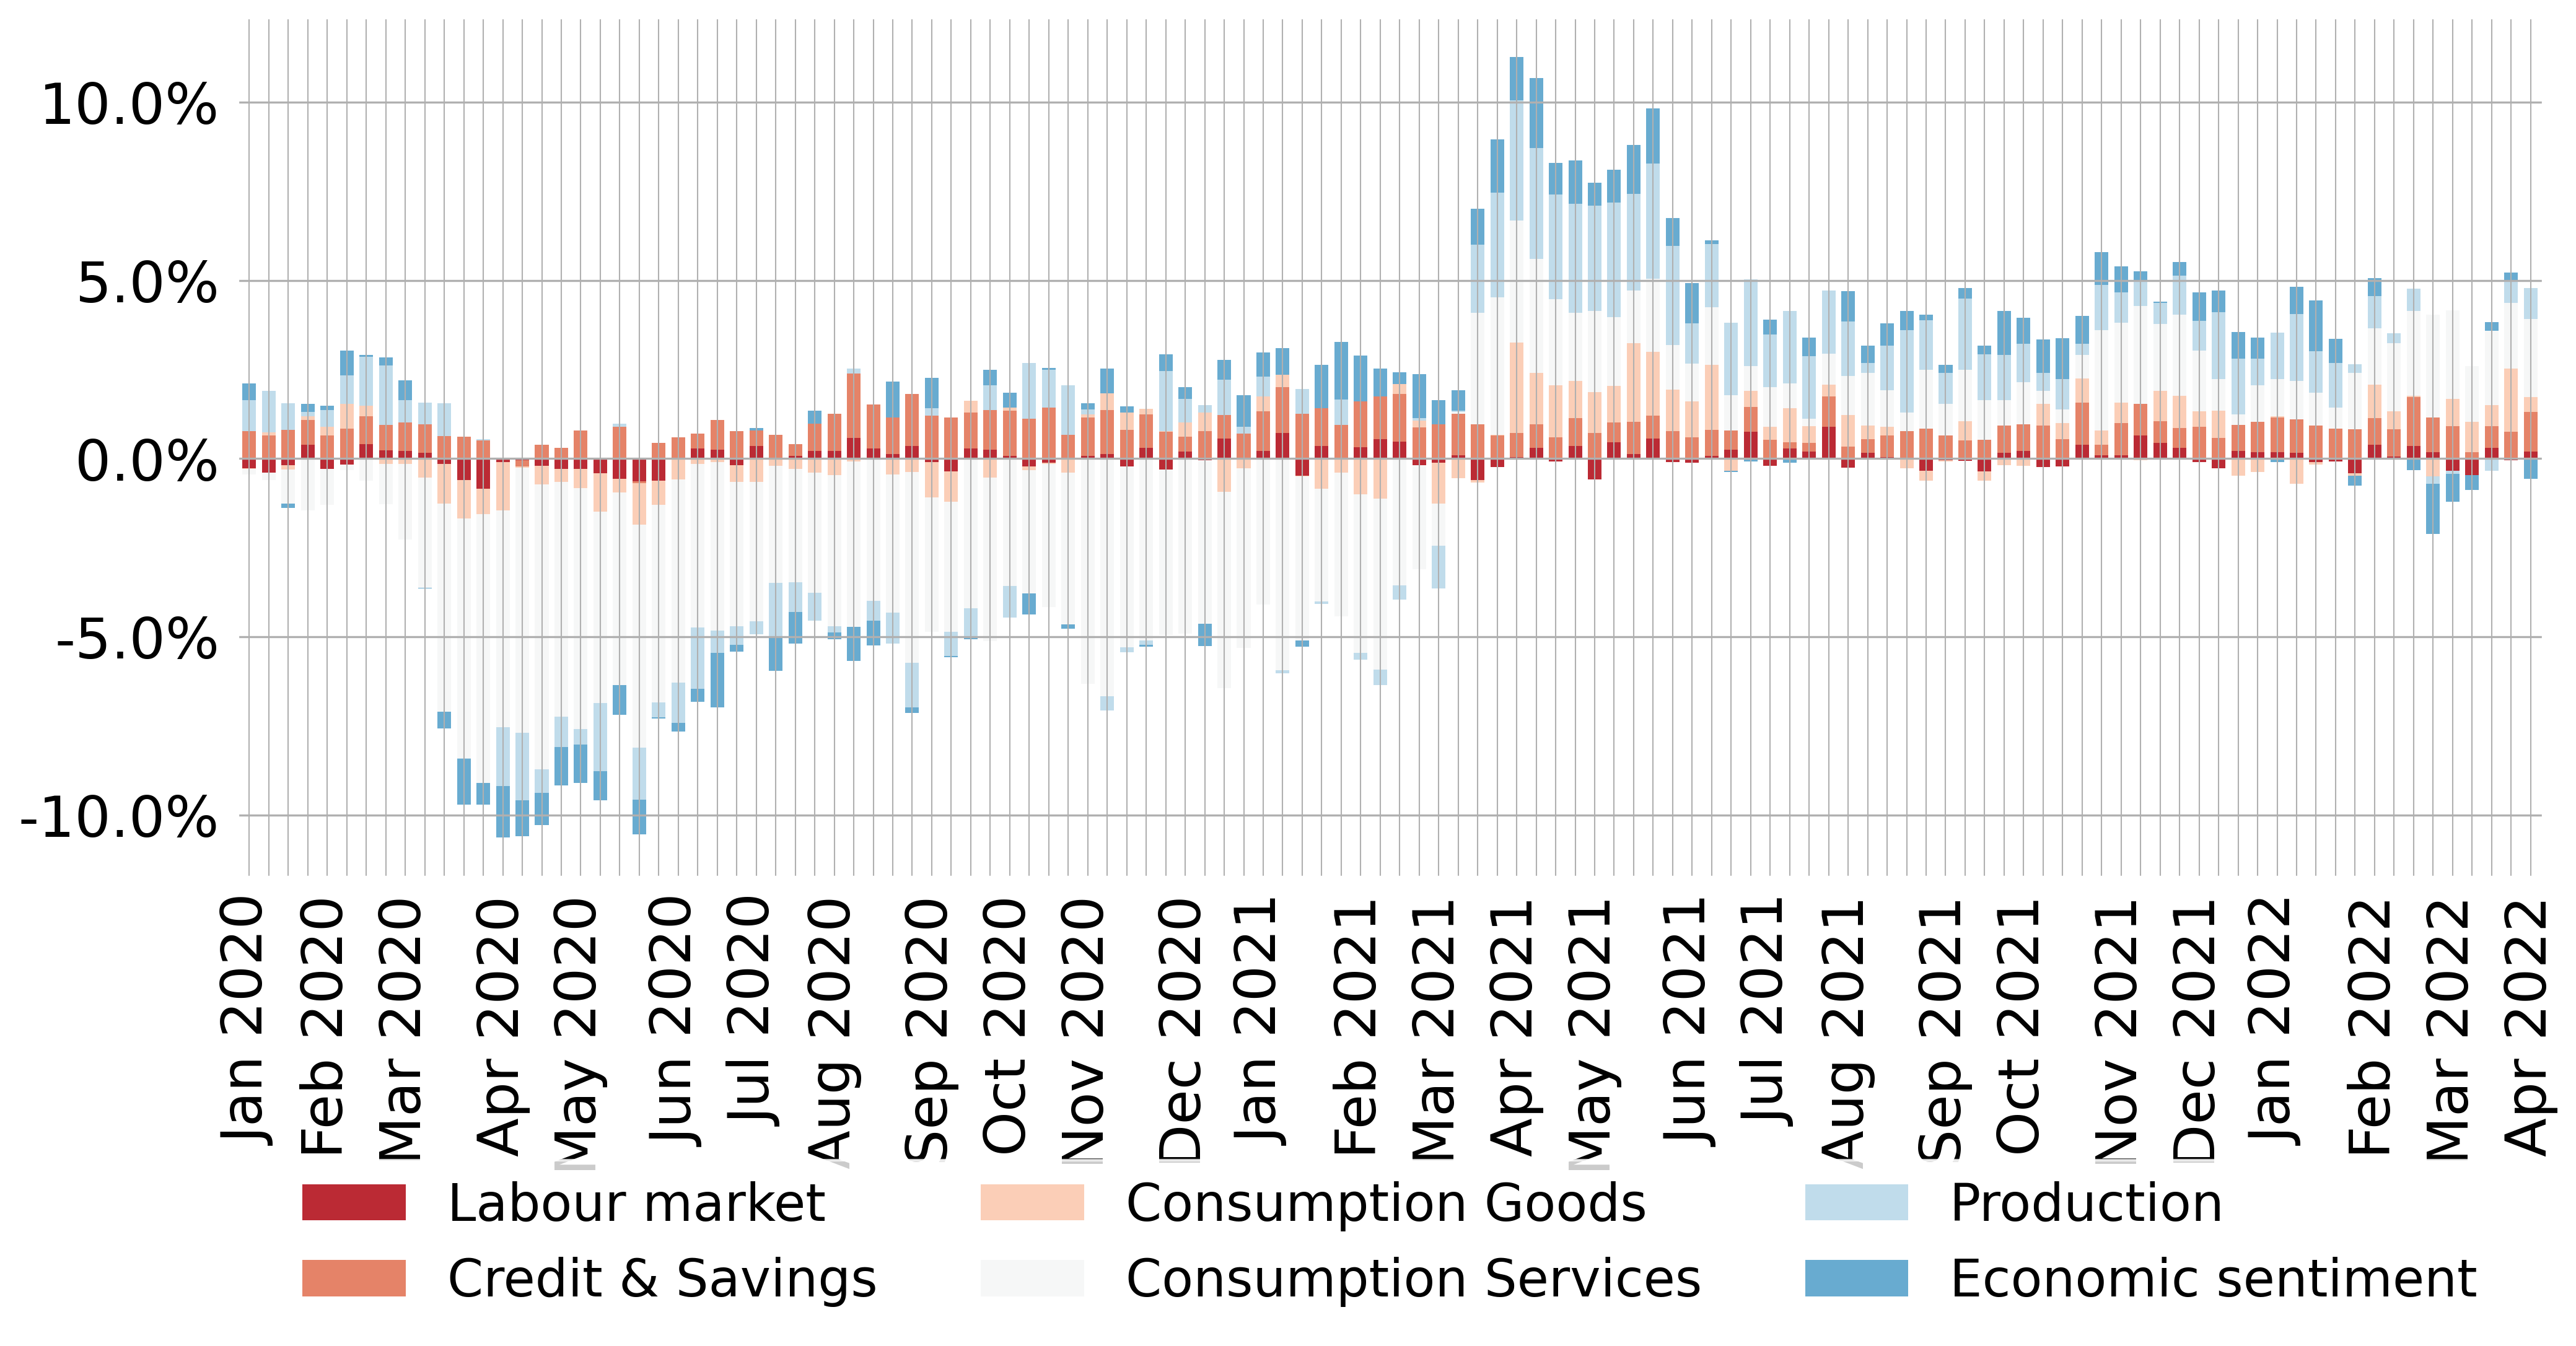 10.0%
5.0%
0.0%
-5.0%
-10.0%
Jan 2020
Feb 2020
Mar 2020
Apr 2020
May 2020
Jun 2020
Jul 2020
Aug 2020
Sep 2020
Oct 2020
Nov 2020
Dec 2020
Jan 2021
Feb 2021
Mar 2021
Apr 2021
May 2021
Jun 2021
Jul 2021
Aug 2021
Sep 2021
Oct 2021
Nov 2021
Dec 2021
Jan 2022
Feb 2022
Mar 2022
Apr 2022
Labour market
Consumption Goods
Production
Credit & Savings
Consumption Services
Economic sentiment